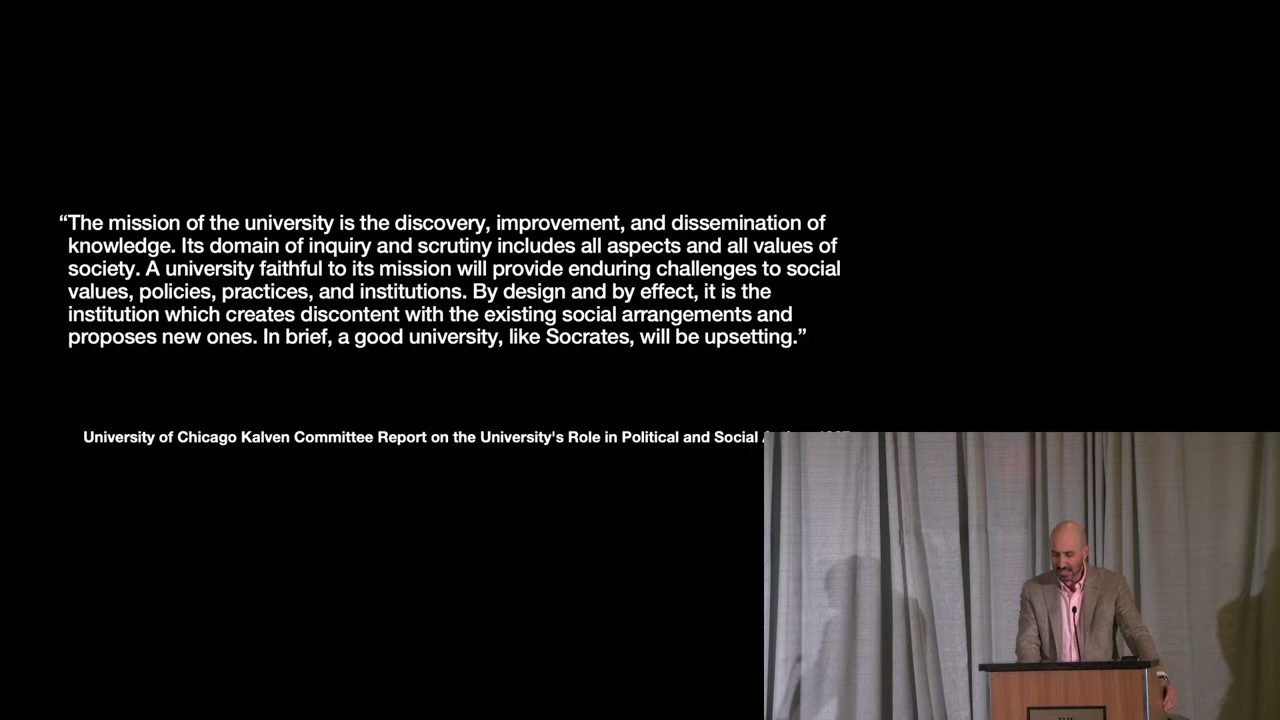 “The mission of the university is the discovery, improvement, and dissemination of
knowledge. Its domain of inquiry and scrutiny includes all aspects and all values of
society. A university faithful to its mission will provide enduring challenges to social
values, policies, practices, and institutions. By design and by effect, it is the
institution which creates discontent with the existing social arrangements and
proposes new ones. In brief, a good university, like Socrates, will be upsetting.”
University of Chicago Kalven Committee Report on the University's Role in Political and Social